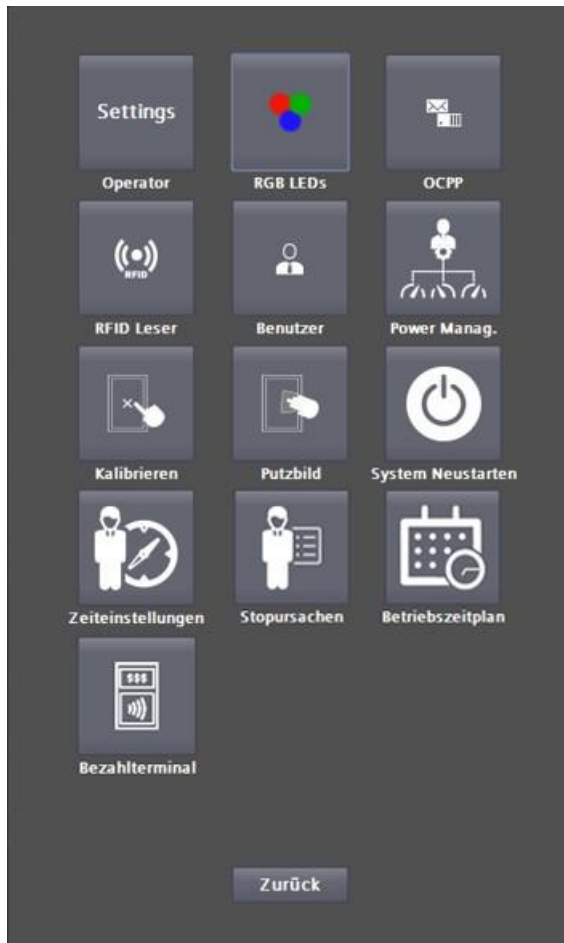 Settings
Operator
RGB LEDs
OCPP
RFID
RFID Leser
Benutzer
Power Manag.
Kalibrieren
Putzbild
System Neustarten
Zeiteinstellungen
Stopursachen
Betriebszeitplan
$$$
Bezahlterminal
Zurück